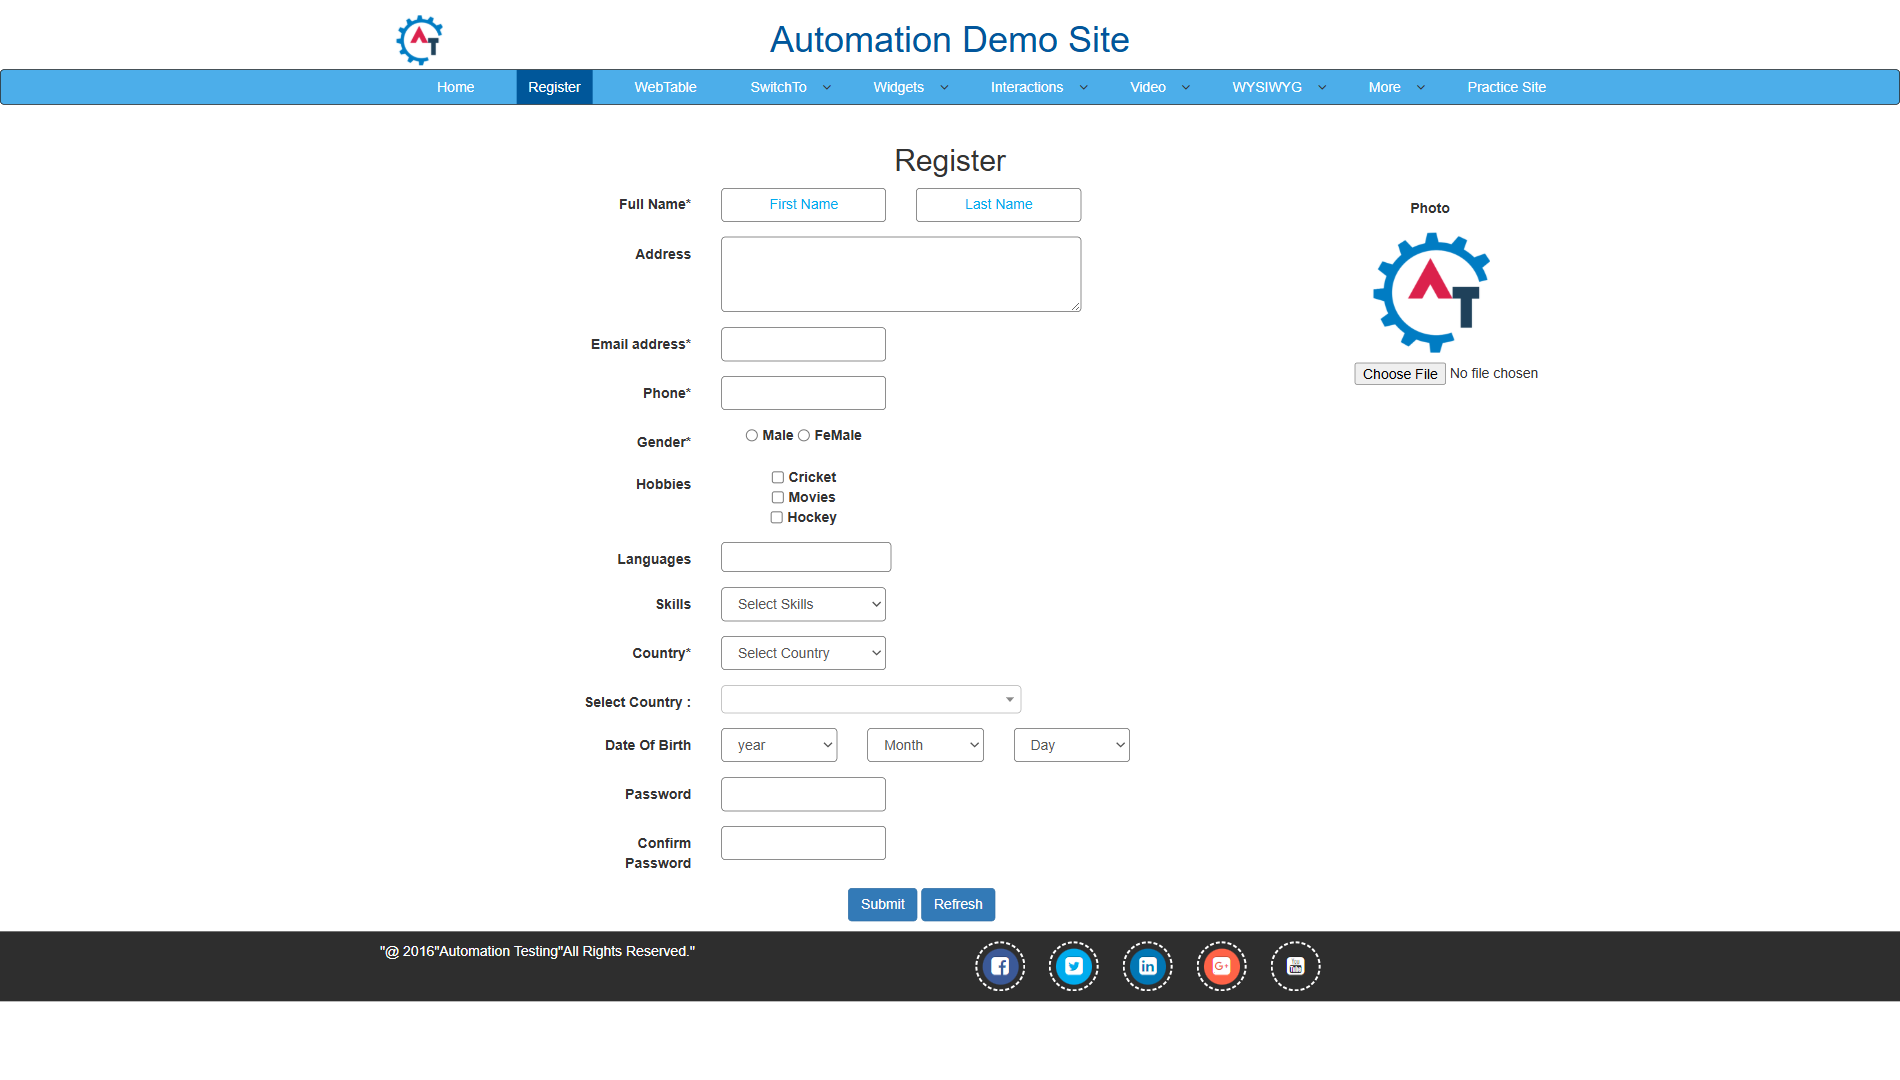 AT
Automation Demo Site
Home Register WebTable SwitchTo Widgets Interactions Video WYSIWYG More Practice Site
Register
Full Name* First Name Last Name
Photo
Address
AT
Email address*
Choose File No file chosen
Phone*
Gender* Male FeMale
Hobbies Cricket
Movies
Hockey
Languages
Skills Select Skills
Country* Select Country
Select Country :
Date Of Birth year Month Day
Password
Confirm
Password
Submit Refresh
"@ 2016"Automation Testing"All Rights Reserved."
f in G+ You Tube